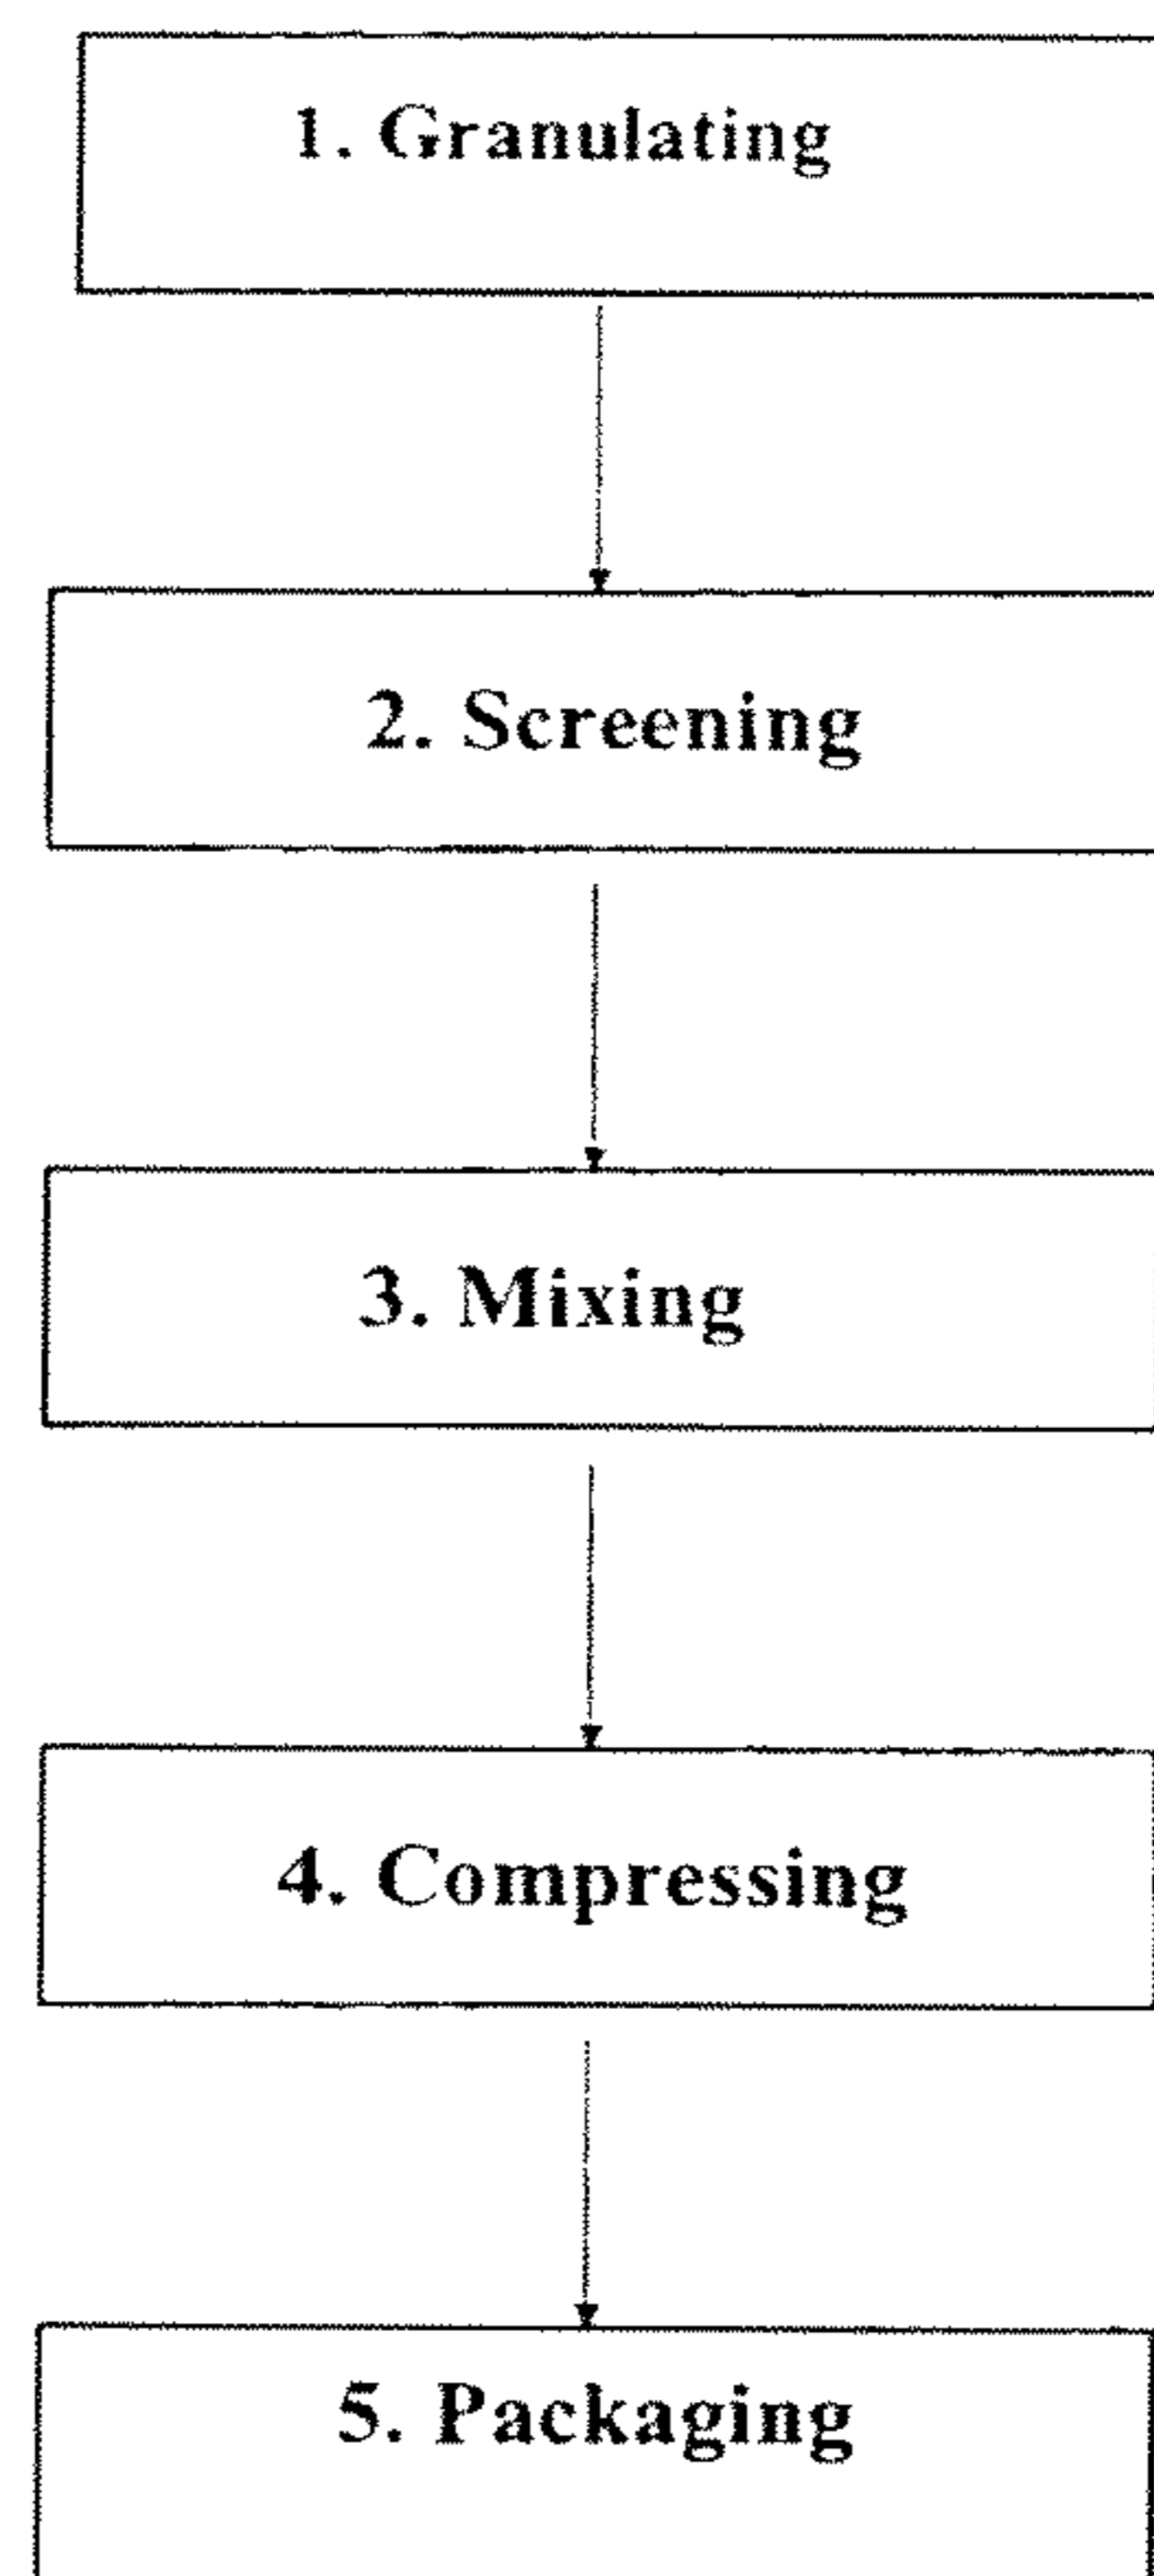 1. Granulating
2. Screening
3. Mixing
4. Compressing
5. Packaging